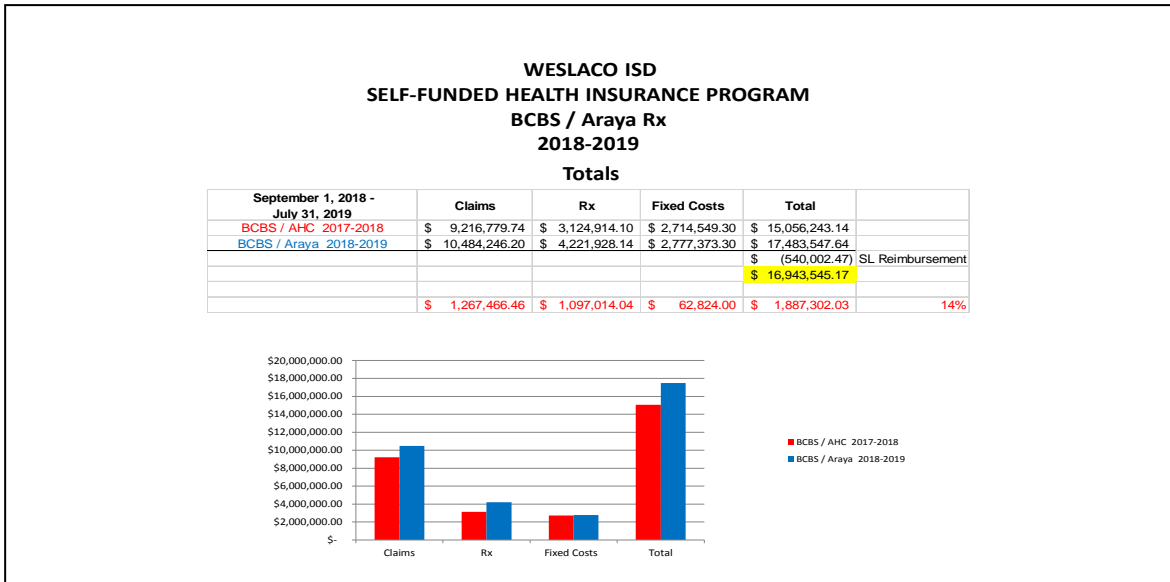 WESLACO ISD
SELF-FUNDED HEALTH INSURANCE PROGRAM
BCBS / Araya Rx
2018-2019
Totals
September 1, 2018 - July 31, 2019 Claims Rx Fixed Costs Total
BCBS / AHC 2017-2018 $ 9,216,779.74 $ 3,124,914.10 $ 2,714,549.30 $ 15,056,243.14
BCBS / Araya 2018-2019 $ 10,484,246.20 $ 4,221,928.14 $ 2,777,373.30 $ 17,483,547.64
$ (540,002.47) SL Reimbursement
$ 16,943,545.17
$ 1,267,466.46 $ 1,097,014.04 $ 62,824.00 $ 1,887,302.03 14%
$20,000,000.00
$18,000,000.00
$16,000,000.00
$14,000,000.00
$12,000,000.00
$10,000,000.00
$8,000,000.00
$6,000,000.00
$4,000,000.00
$2,000,000.00
$-
Claims Rx Fixed Costs Total
BCBS / AHC 2017-2018
BCBS / Araya 2018-2019